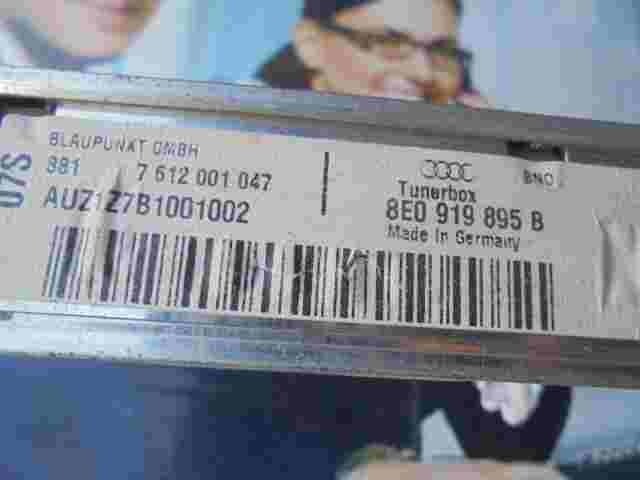 07S
BLAUPUNKT GMBH
381 7 612 001 047
AUZ1Z7B1001002
BNO
Tunerbox
8E0 919 895 B
Made in Germany